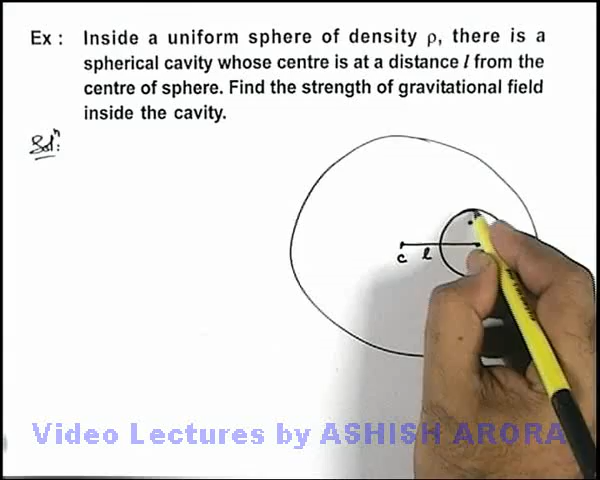 Ex : Inside a uniform sphere of density ρ, there is a
spherical cavity whose centre is at a distance l from the
centre of sphere. Find the strength of gravitational field
inside the cavity.
Solⁿ:
C l
Video Lectures by ASHISH ARORA